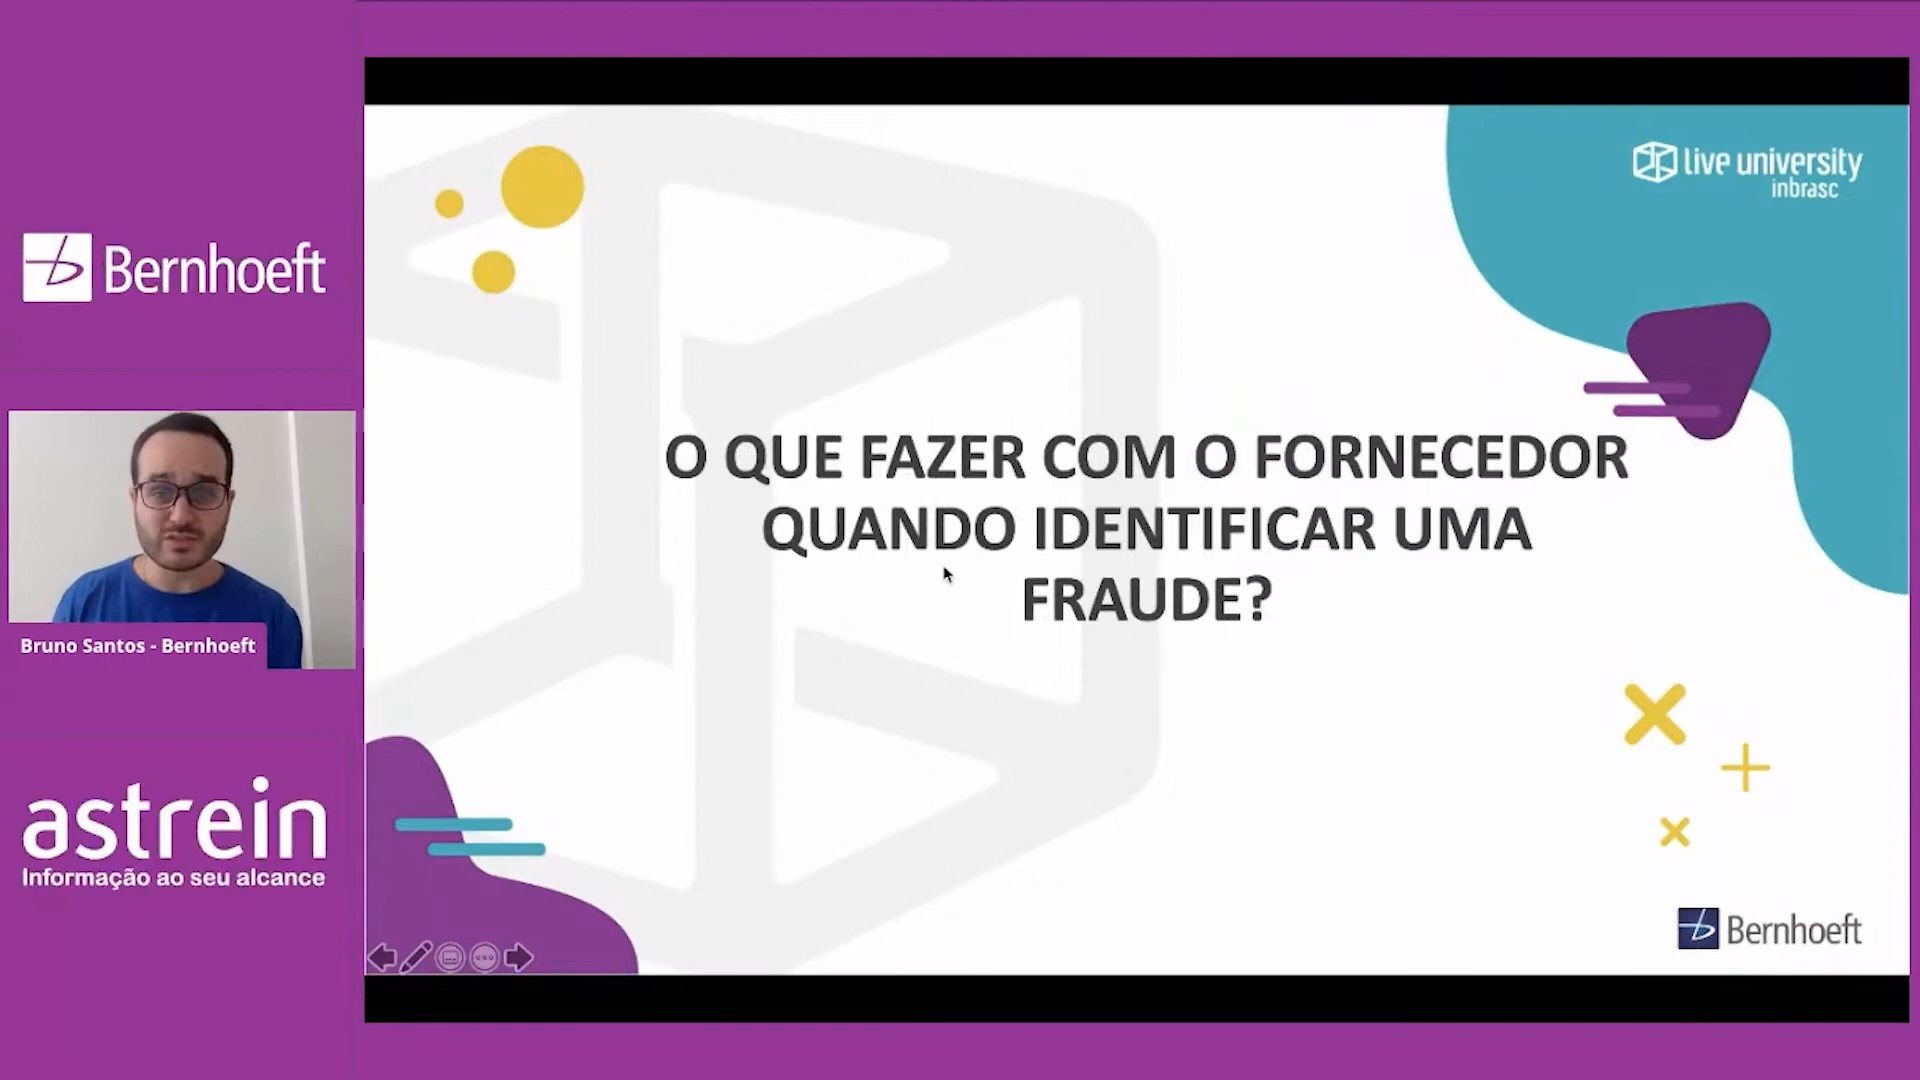 Bernhoeft
Bruno Santos - Bernhoeft
astrein
Informação ao seu alcance
live university
inbrasc
O QUE FAZER COM O FORNECEDOR
QUANDO IDENTIFICAR UMA
FRAUDE?
Bernhoeft